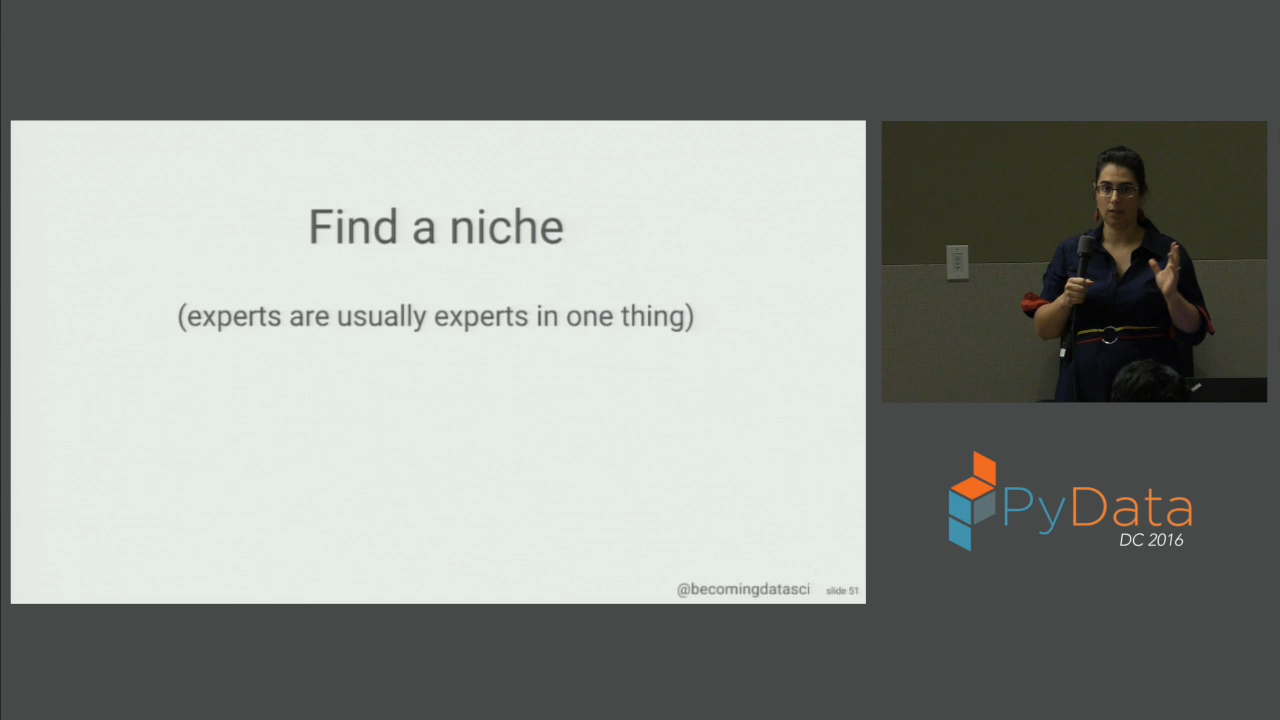 Find a niche
(experts are usually experts in one thing)
@becomingdatasci slide 51
PyData
DC 2016